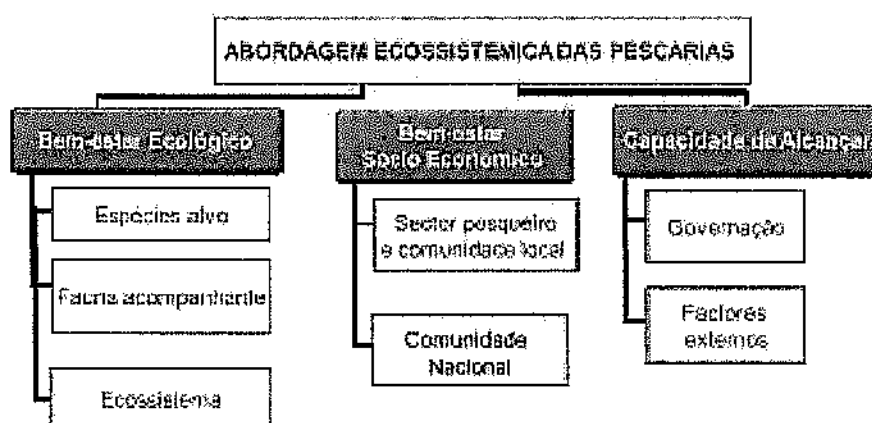 ABORDAGEM ECOSSISTEMICA DAS PESCARIAS
Bem-estar Ecológico
Espécies alvo
Fauna acompanhante
Ecossistema
Bem-estar
Socio Economico
Sector pesqueiro
e comunidade local
Comunidade
Nacional
Capacidade de Alcançar
Governação
Factores
externos